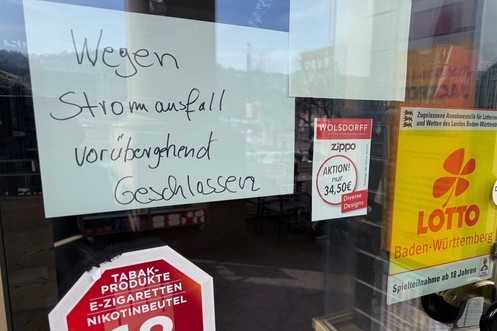 Wegen
Stromausfall
vorübergehend
Geschlossen
WOLSDORFF
zippo
AKTION!
nur
34,50€
Diverse
Designs
Zugelassene Annahmestelle für Lotterien
und Wetten des Landes Baden-Württemberg
LOTTO
Baden-Württemberg
Spielteilnahme ab 18 Jahren
TABAK-
PRODUKTE
E-ZIGARETTEN
NIKOTINBEUTEL
18